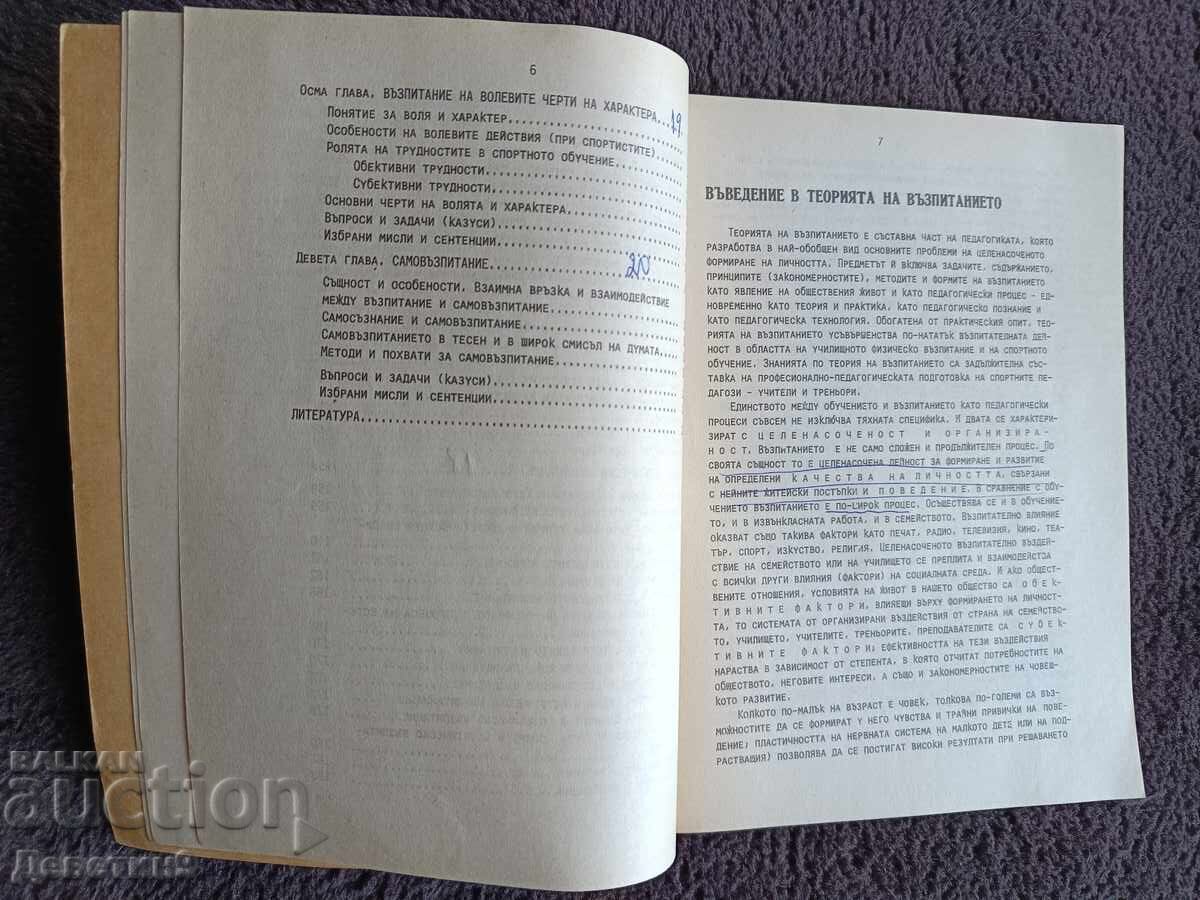 6
Осма глава. ВЪЗПИТАНИЕ НА ВОЛЕВИТЕ ЧЕРТИ НА ХАРАКТЕРА...19.
Понятие за воля и характер
Особености на волевите действия (при спортистите)
Ролята на трудностите в спортното обучение
Обективни трудности
Субективни трудности
Основни черти на волята и характера
Въпроси и задачи (казуси)
Избрани мисли и сентенции
Девета глава. САМОВЪЗПИТАНИЕ 20
Същност и особености. Взаимна връзка и взаимодействие
между възпитание и самовъзпитание
Самосъзнание и самовъзпитание
Самовъзпитанието в тесен и в широк смисъл на думата
Методи и похвати за самовъзпитание
Въпроси и задачи (казуси)
Избрани мисли и сентенции
ЛИТЕРАТУРА
7
ВЪВЕДЕНИЕ В ТЕОРИЯТА НА ВЪЗПИТАНИЕТО
Теорията на възпитанието е съставна част на педагогиката, която
разработва в най-обобщен вид основните проблеми на целенасоченото
формиране на личността. Предметът й включва задачите, съдържанието,
принципите (закономерностите), методите и формите на възпитанието
като явление на обществения живот и като педагогически процес - ед-
новременно като теория и практика, като педагогическо познание и
като педагогическа технология. Обогатена от практическия опит, тео-
рията на възпитанието усъвършенства по-нататък възпитателната дей-
ност в областта на училищното физическо възпитание и на спортното
обучение. Знанията по теория на възпитанието са задължителна със-
тавка на професионално-педагогическата подготовка на спортните пе-
дагози - учители и треньори.
Единството между обучението и възпитанието като педагогически
процеси съвсем не изключва тяхната специфика. И двата се характери-
зират с ц е л е н а с о ч е н о с т и о р г а н и з и р а -
н о с т. Възпитанието е не само сложен и продължителен процес. По
своята същност то е целенасочена дейност за формиране и развитие
на определени к а ч е с т в а н а л и ч н о с т т а, свързани
с нейните житейски постъпки и п о в е д е н и е. В сравнение с обу-
чението възпитанието е по-широк процес. Осъществява се и в обучение-
то, и в извънкласната работа, и в семейството. Възпитателно влияние
оказват също такива фактори като печат, радио, телевизия, кино, теа-
тър, спорт, изкуство, религия. Целенасоченото възпитателно въздей-
ствие на семейството или на училището се преплита и взаимодейства
с всички други влияния (фактори) на социалната среда. И ако общест-
вените отношения, условията на живот в нашето общество са о б е к -
т и в н и т е ф а к т о р и, влияещи върху формирането на личност-
та, то системата от организирани въздействия от страна на семейство-
то, училището, учителите, треньорите, преподавателите са с у б е к -
т и в н и т е ф а к т о р и; ефективността на тези въздействия
нараства в зависимост от степента, в която отчитат потребностите на
обществото, неговите интереси, а също и закономерностите на човеш-
кото развитие.
Колкото по-малък на възраст е човек, толкова по-големи са въз-
можностите да се формират у него чувства и трайни привички на пове-
дение; пластичността на нервната система на малкото дете или на под-
растващия) позволява да се постигат високи резултати при решаването
BALKAN
auction
Деветин9